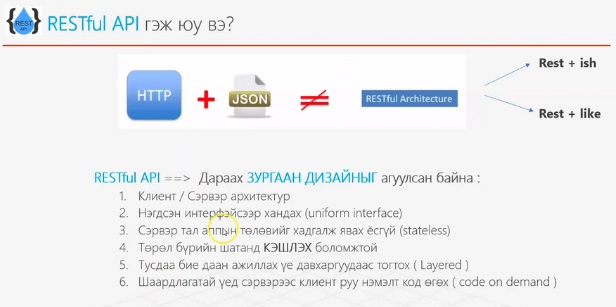 REST
API
RESTful API гэж юу вэ?
HTTP + JSON ≠ RESTful Architecture
Rest + ish
Rest + like
RESTful API ==> Дараах ЗУРГААН ДИЗАЙНЫГ агуулсан байна :
1. Клиент / Сэрвэр архитектур
2. Нэгдсэн интерфэйсээр хандах (uniform interface)
3. Сэрвэр тал аппын төлөвийг хадгалж явах ёсгүй (stateless)
4. Төрөл бүрийн шатанд КЭШЛЭХ боломжтой
5. Тусдаа бие даан ажиллах үе давхаргуудаас тогтох ( Layered )
6. Шаардлагатай үед сэрвэрээс клиент руу нэмэлт код өгөх ( code on demand )